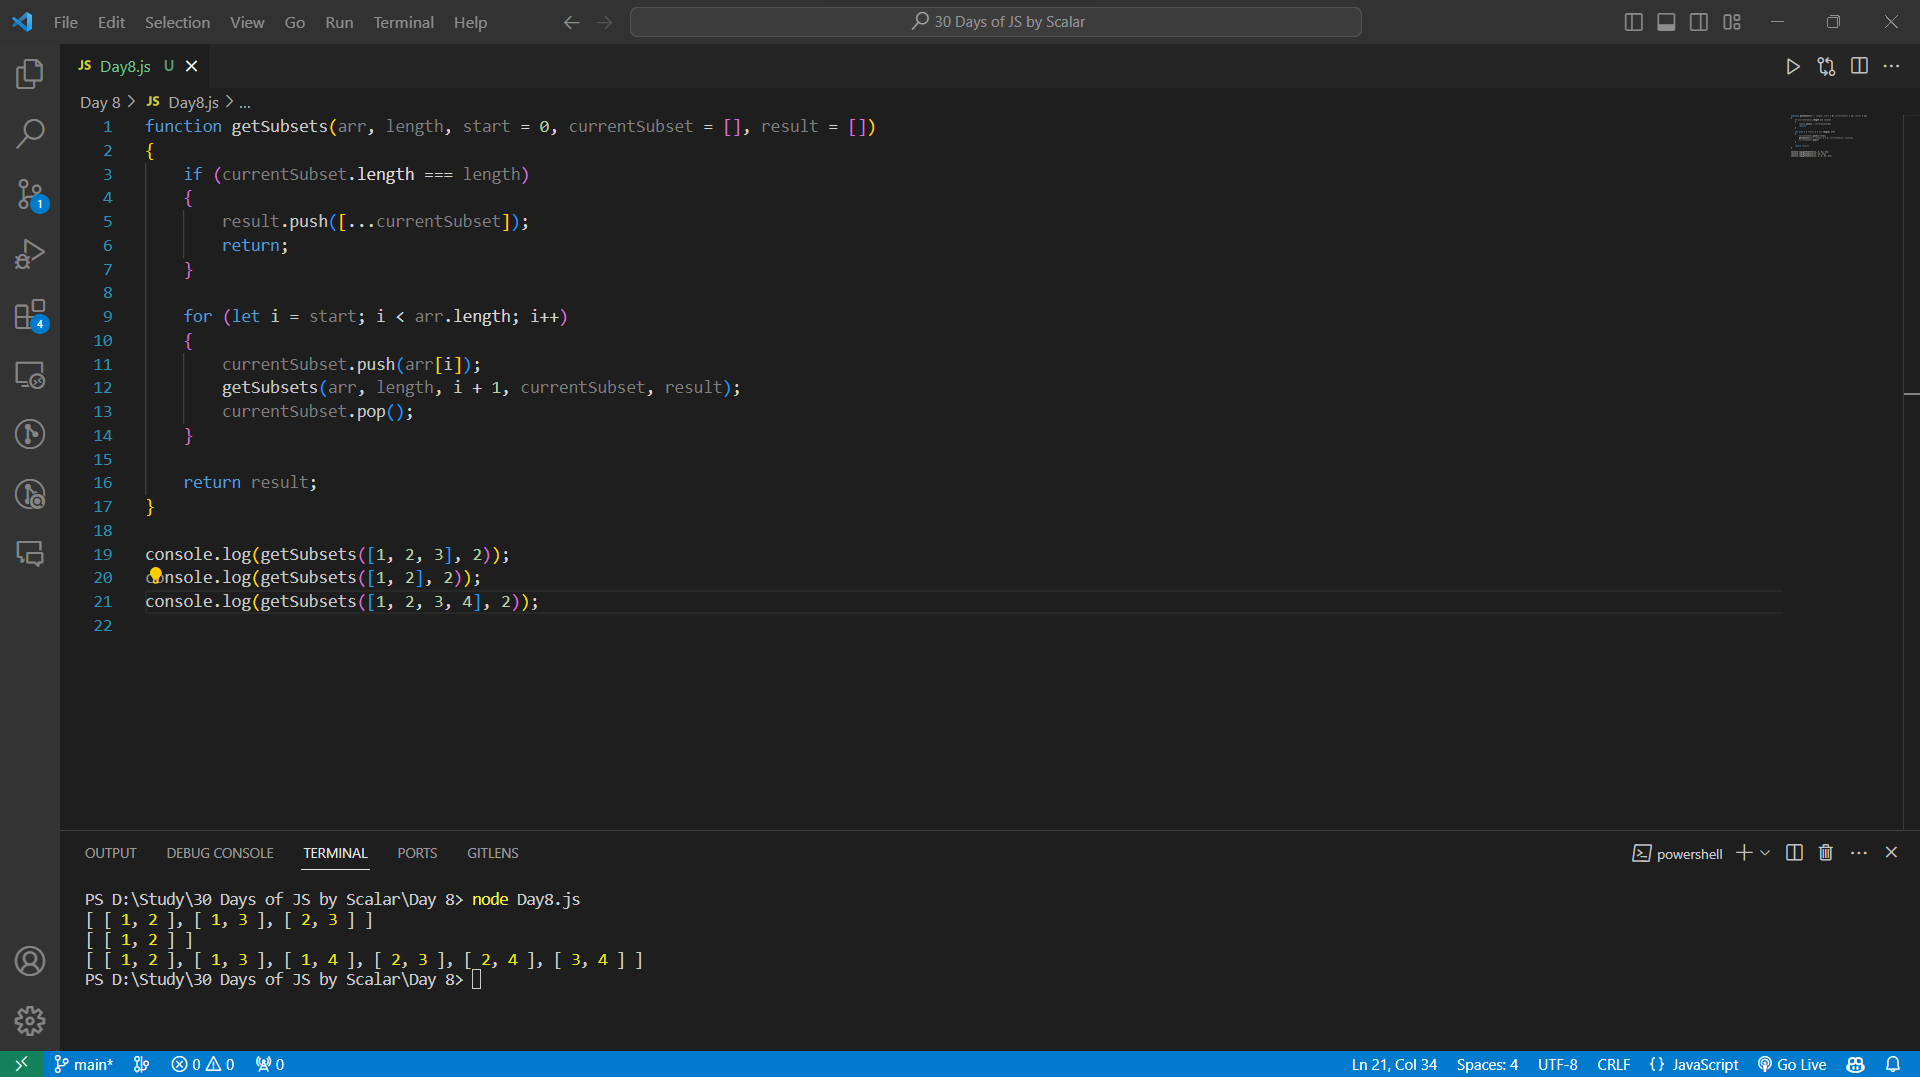 File Edit Selection View Go Run Terminal Help
30 Days of JS by Scalar
JS Day8.js U
Day 8 > JS Day8.js > ...
1 function getSubsets(arr, length, start = 0, currentSubset = [], result = [])
2 {
3     if (currentSubset.length === length)
4     {
5         result.push([...currentSubset]);
6         return;
7     }
8
9     for (let i = start; i < arr.length; i++)
10     {
11         currentSubset.push(arr[i]);
12         getSubsets(arr, length, i + 1, currentSubset, result);
13         currentSubset.pop();
14     }
15
16     return result;
17 }
18
19 console.log(getSubsets([1, 2, 3], 2));
20 console.log(getSubsets([1, 2], 2));
21 console.log(getSubsets([1, 2, 3, 4], 2));
22
1
4
OUTPUT DEBUG CONSOLE TERMINAL PORTS GITLENS
powershell
PS D:\Study\30 Days of JS by Scalar\Day 8> node Day8.js
[ [ 1, 2 ], [ 1, 3 ], [ 2, 3 ] ]
[ [ 1, 2 ] ]
[ [ 1, 2 ], [ 1, 3 ], [ 1, 4 ], [ 2, 3 ], [ 2, 4 ], [ 3, 4 ] ]
PS D:\Study\30 Days of JS by Scalar\Day 8>
main* 0 0 0 Ln 21, Col 34 Spaces: 4 UTF-8 CRLF {} JavaScript Go Live